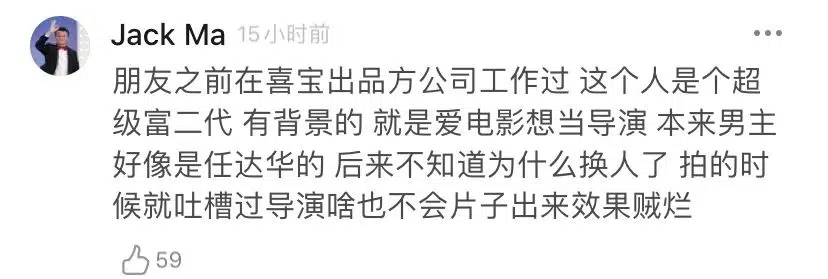 Jack Ma 15小时前
朋友之前在喜宝出品方公司工作过 这个人是个超
级富二代 有背景的 就是爱电影想当导演 本来男主
好像是任达华的 后来不知道为什么换人了 拍的时
候就吐槽过导演啥也不会片子出来效果贼烂
59